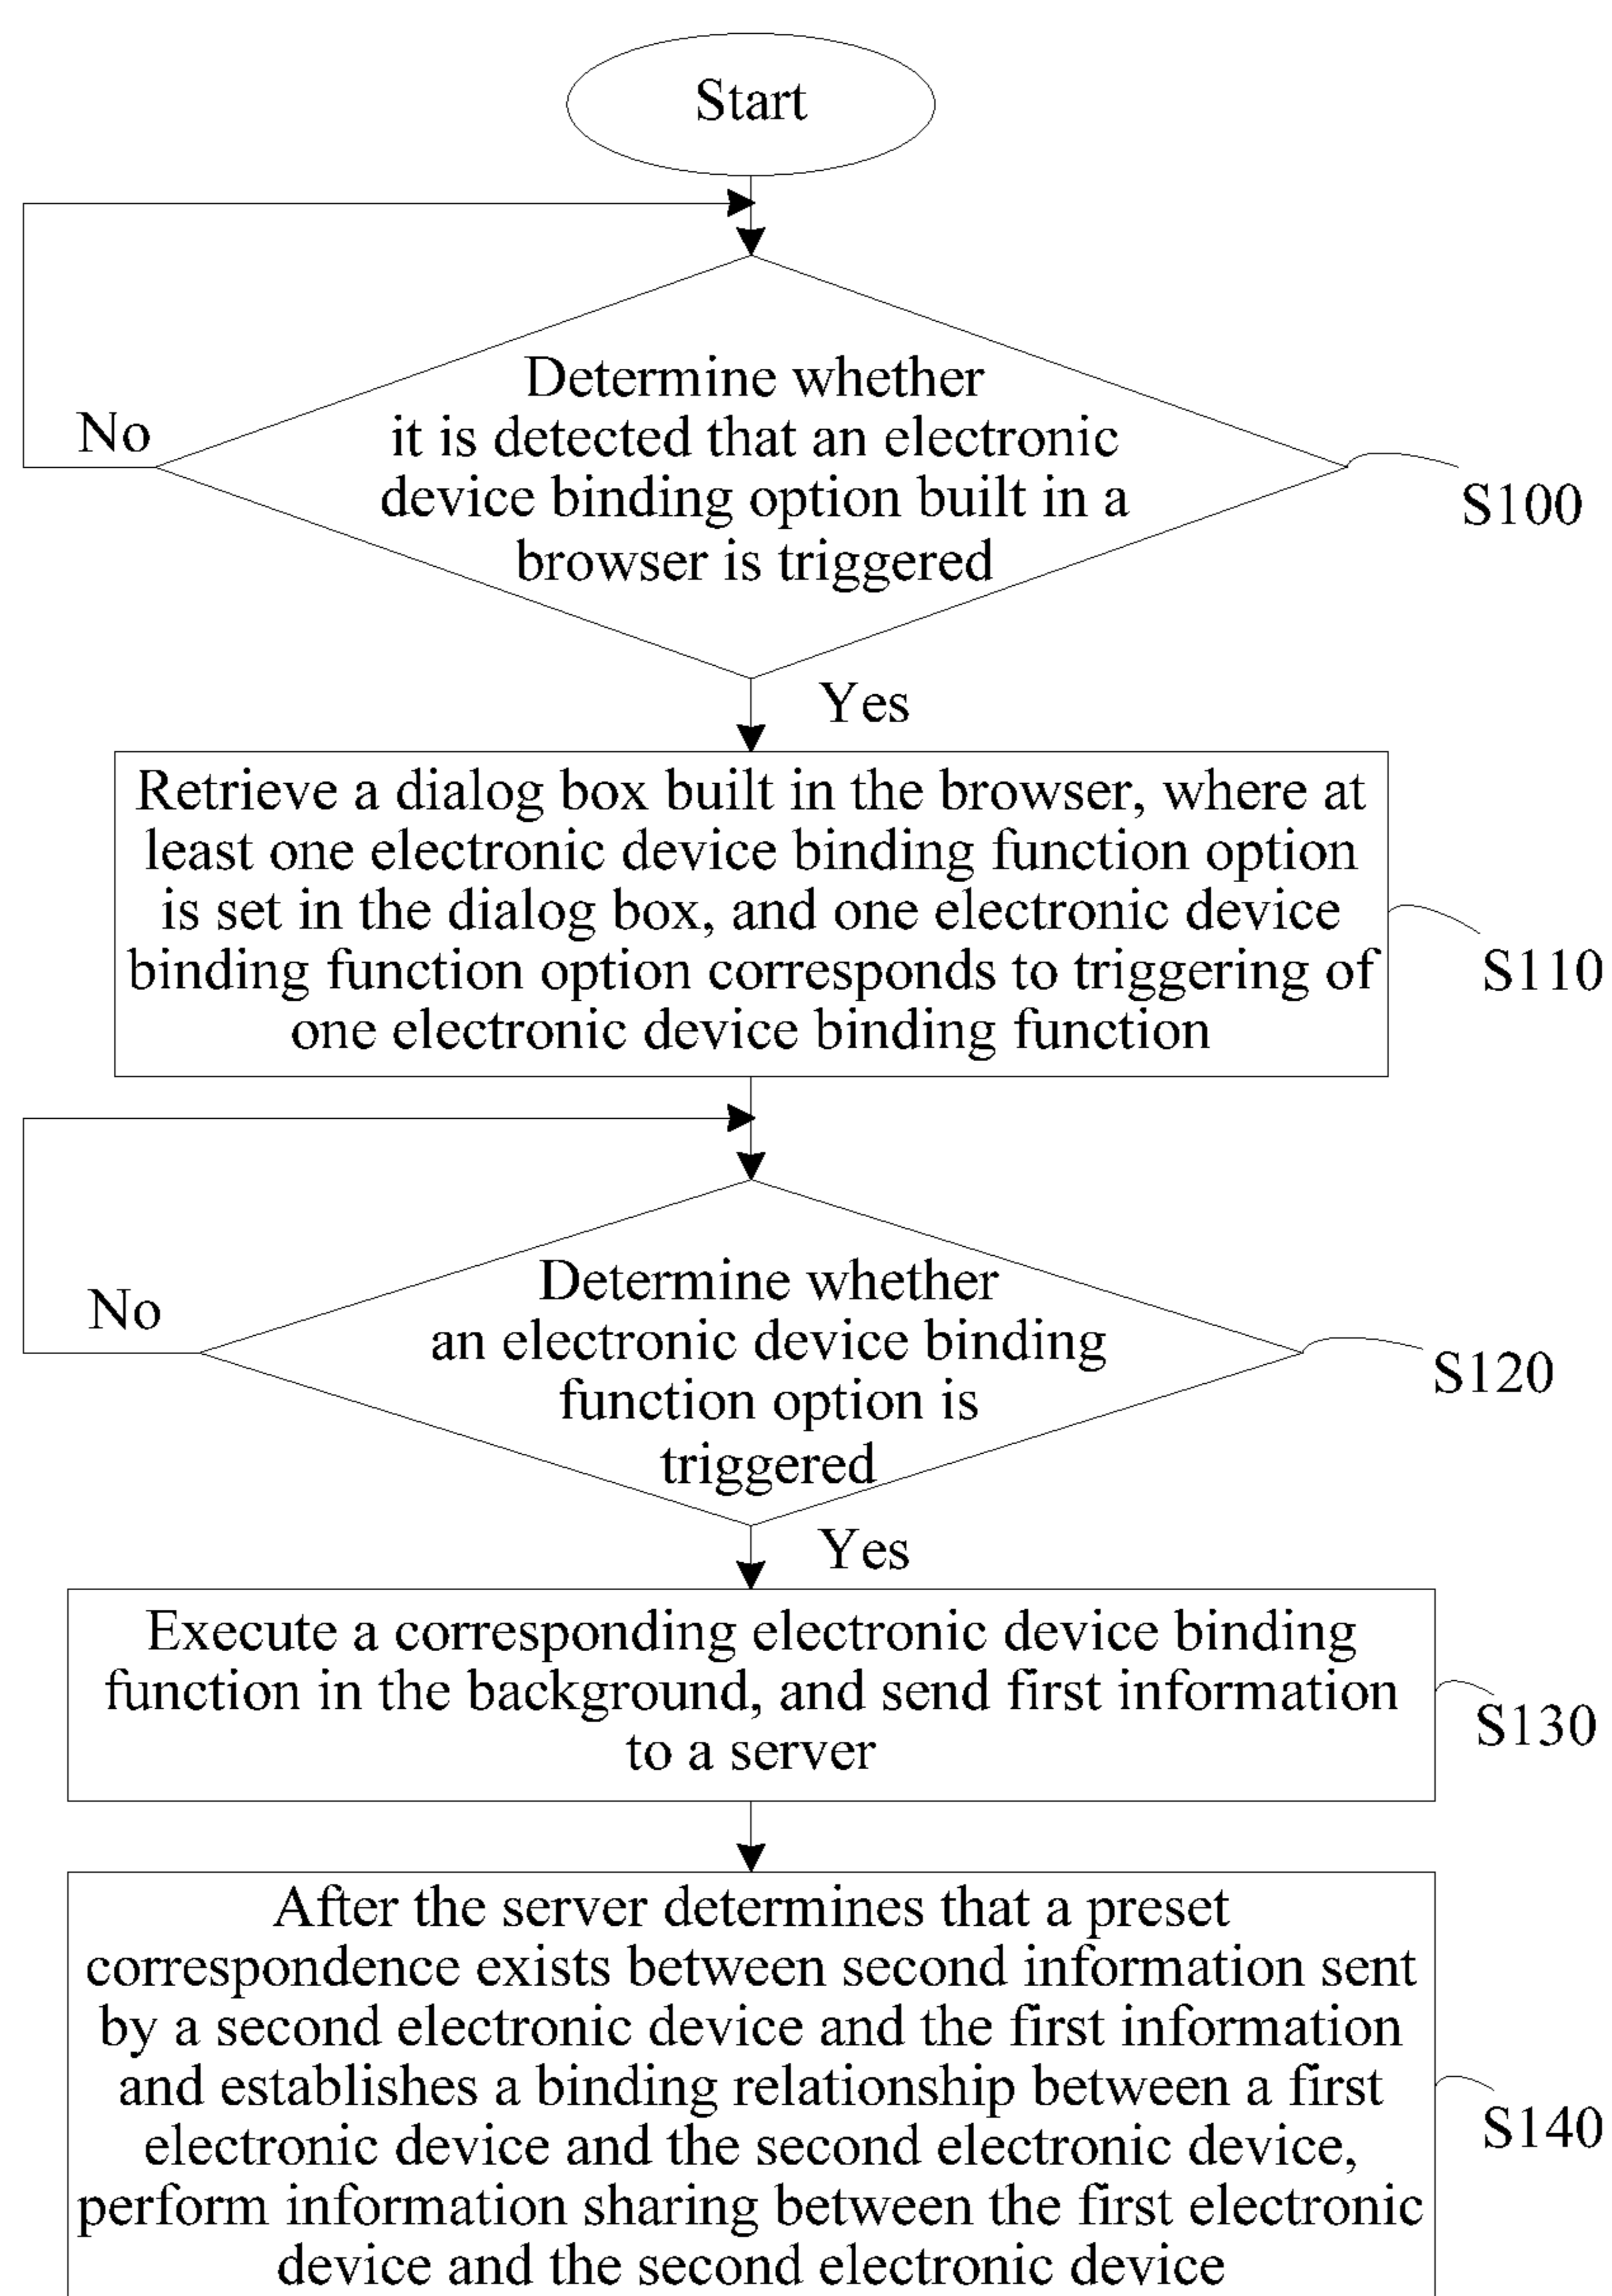 Start
Determine whether
it is detected that an electronic
device binding option built in a
browser is triggered
No
S100
Yes
Retrieve a dialog box built in the browser, where at
least one electronic device binding function option
is set in the dialog box, and one electronic device
binding function option corresponds to triggering of
one electronic device binding function
S110
Determine whether
an electronic device binding
function option is
triggered
No
S120
Yes
Execute a corresponding electronic device binding
function in the background, and send first information
to a server
S130
After the server determines that a preset
correspondence exists between second information sent
by a second electronic device and the first information
and establishes a binding relationship between a first
electronic device and the second electronic device,
perform information sharing between the first electronic
device and the second electronic device
S140